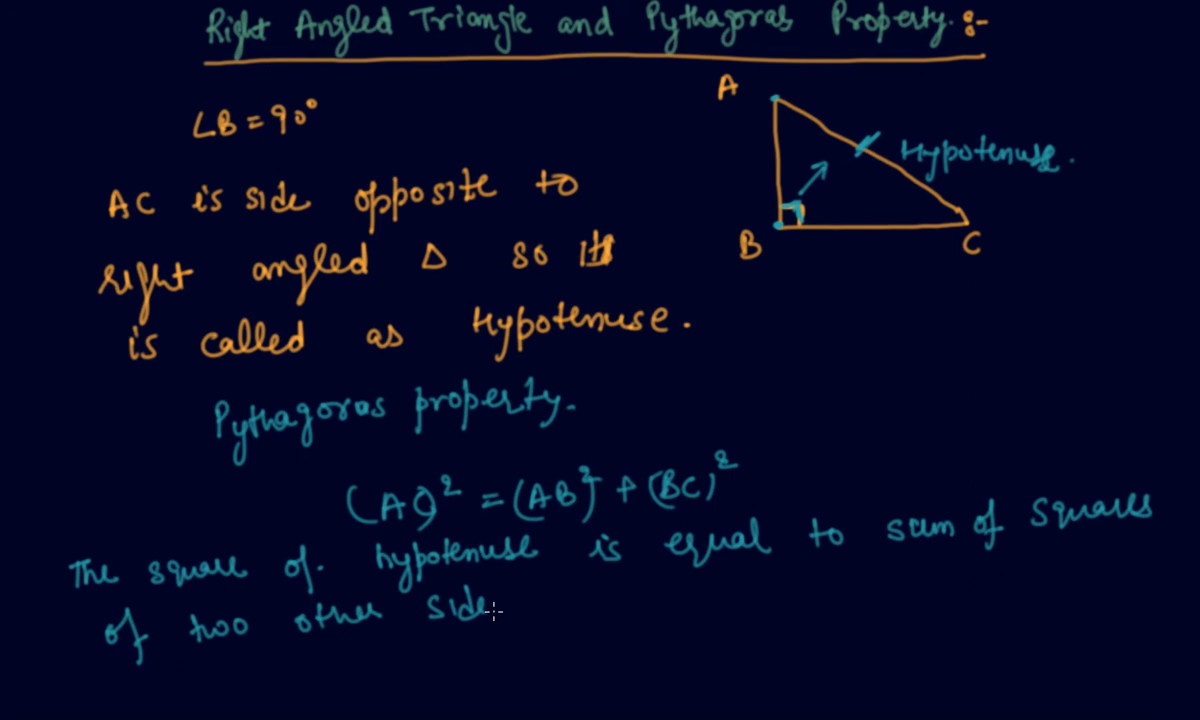 Right Angled Triangle and Pythagoras Property :-
∠B = 90°
A
Hypotenuse.
B
C
AC is side opposite to
right angled Δ so it
is called as Hypotenuse.
Pythagoras property.
(AC)² = (AB)² + (BC)²
The square of. hypotenuse is equal to sum of squares
of two other side